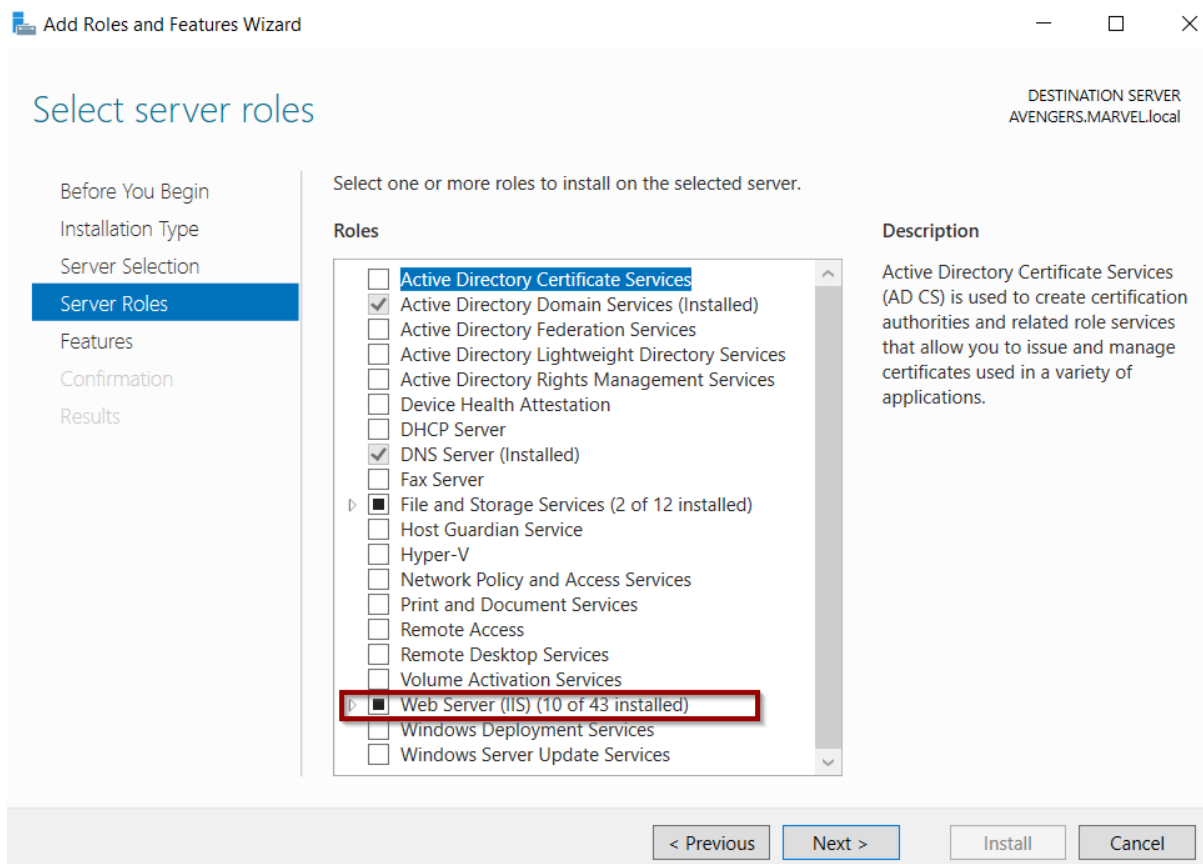 Add Roles and Features Wizard
Select server roles
DESTINATION SERVER
AVENGERS.MARVEL.local
Before You Begin
Installation Type
Server Selection
Server Roles
Features
Confirmation
Results
Select one or more roles to install on the selected server.
Roles
Active Directory Certificate Services
Active Directory Domain Services (Installed)
Active Directory Federation Services
Active Directory Lightweight Directory Services
Active Directory Rights Management Services
Device Health Attestation
DHCP Server
DNS Server (Installed)
Fax Server
File and Storage Services (2 of 12 installed)
Host Guardian Service
Hyper-V
Network Policy and Access Services
Print and Document Services
Remote Access
Remote Desktop Services
Volume Activation Services
Web Server (IIS) (10 of 43 installed)
Windows Deployment Services
Windows Server Update Services
Description
Active Directory Certificate Services
(AD CS) is used to create certification
authorities and related role services
that allow you to issue and manage
certificates used in a variety of
applications.
< Previous
Next >
Install
Cancel